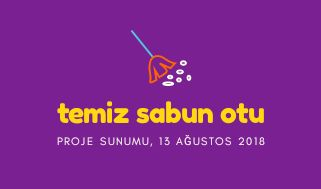 temiz sabun otu
PROJE SUNUMU, 13 AĞUSTOS 2018